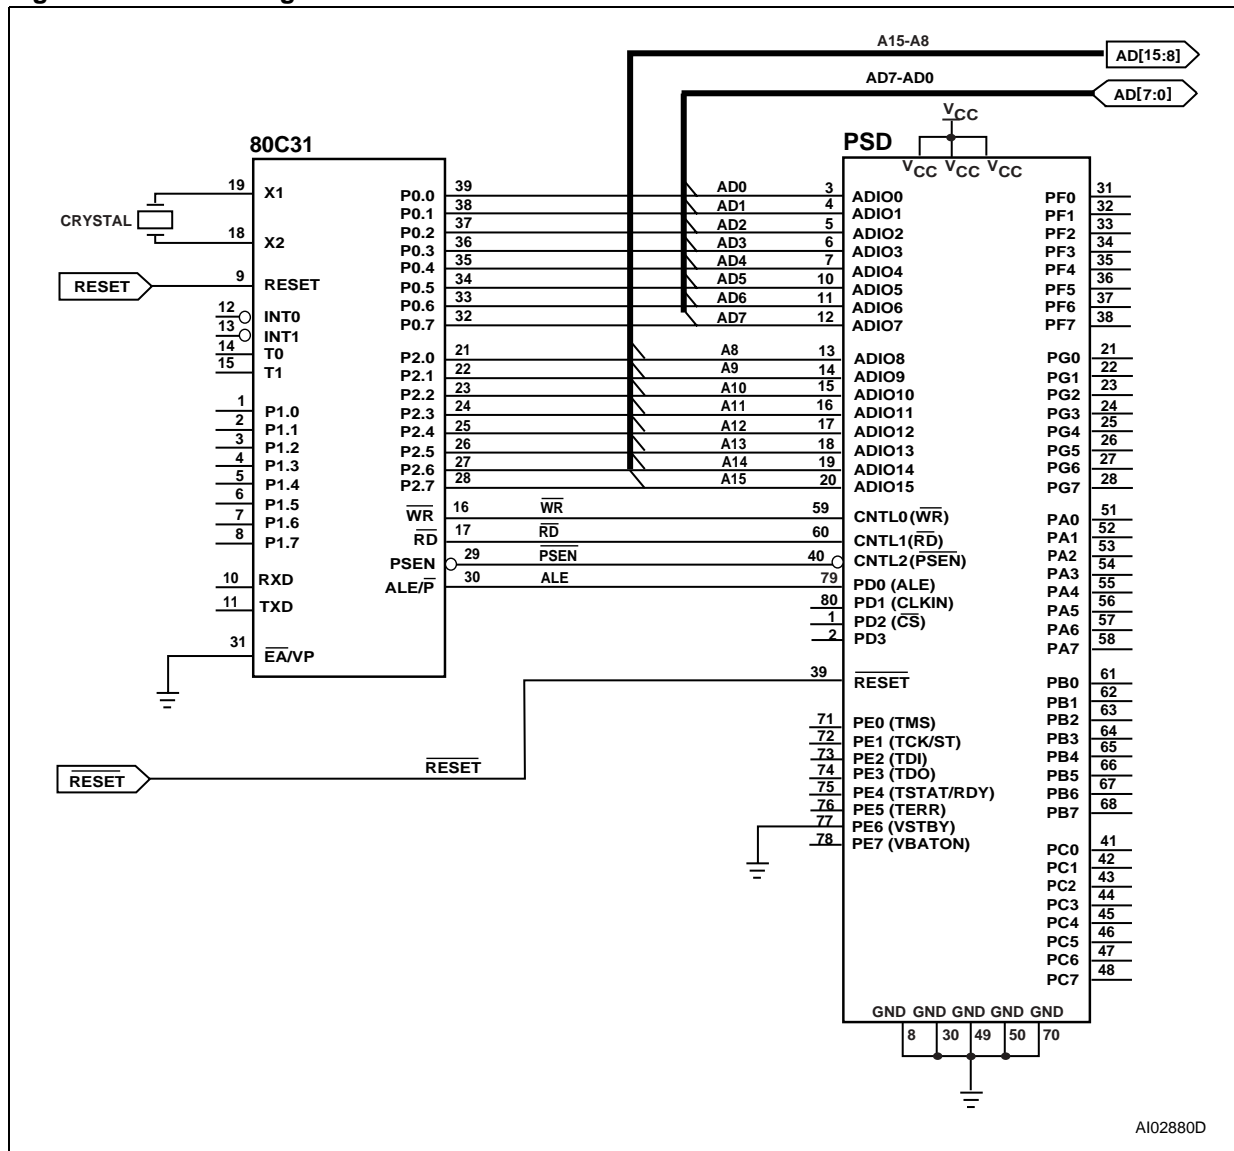 A15-A8
AD[15:8]
AD7-AD0
AD[7:0]
VCC
80C31
PSD
VCC VCC VCC
CRYSTAL
19 X1
18 X2
RESET
9 RESET
12 INT0
13 INT1
14 T0
15 T1
1 P1.0
2 P1.1
3 P1.2
4 P1.3
5 P1.4
6 P1.5
7 P1.6
8 P1.7
10 RXD
11 TXD
31 E̅A̅/VP
P0.0 39 AD0 3 ADIO0
P0.1 38 AD1 4 ADIO1
P0.2 37 AD2 5 ADIO2
P0.3 36 AD3 6 ADIO3
P0.4 35 AD4 7 ADIO4
P0.5 34 AD5 10 ADIO5
P0.6 33 AD6 11 ADIO6
P0.7 32 AD7 12 ADIO7
P2.0 21 A8 13 ADIO8
P2.1 22 A9 14 ADIO9
P2.2 23 A10 15 ADIO10
P2.3 24 A11 16 ADIO11
P2.4 25 A12 17 ADIO12
P2.5 26 A13 18 ADIO13
P2.6 27 A14 19 ADIO14
P2.7 28 A15 20 ADIO15
W̅R̅ 16 W̅R̅ 59 CNTL0(W̅R̅)
R̅D̅ 17 R̅D̅ 60 CNTL1(R̅D̅)
PSEN 29 P̅S̅E̅N̅ 40 CNTL2(P̅S̅E̅N̅)
ALE/P̅ 30 ALE 79 PD0 (ALE)
80 PD1 (CLKIN)
1 PD2 (C̅S̅)
2 PD3
39 R̅E̅S̅E̅T̅
R̅E̅S̅E̅T̅
R̅E̅S̅E̅T̅
71 PE0 (TMS)
72 PE1 (TCK/ST)
73 PE2 (TDI)
74 PE3 (TDO)
75 PE4 (TSTAT/RDY)
76 PE5 (TERR)
77 PE6 (VSTBY)
78 PE7 (VBATON)
PF0 31
PF1 32
PF2 33
PF3 34
PF4 35
PF5 36
PF6 37
PF7 38
PG0 21
PG1 22
PG2 23
PG3 24
PG4 25
PG5 26
PG6 27
PG7 28
PA0 51
PA1 52
PA2 53
PA3 54
PA4 55
PA5 56
PA6 57
PA7 58
PB0 61
PB1 62
PB2 63
PB3 64
PB4 65
PB5 66
PB6 67
PB7 68
PC0 41
PC1 42
PC2 43
PC3 44
PC4 45
PC5 46
PC6 47
PC7 48
GND GND GND GND GND
8 30 49 50 70
AI02880D